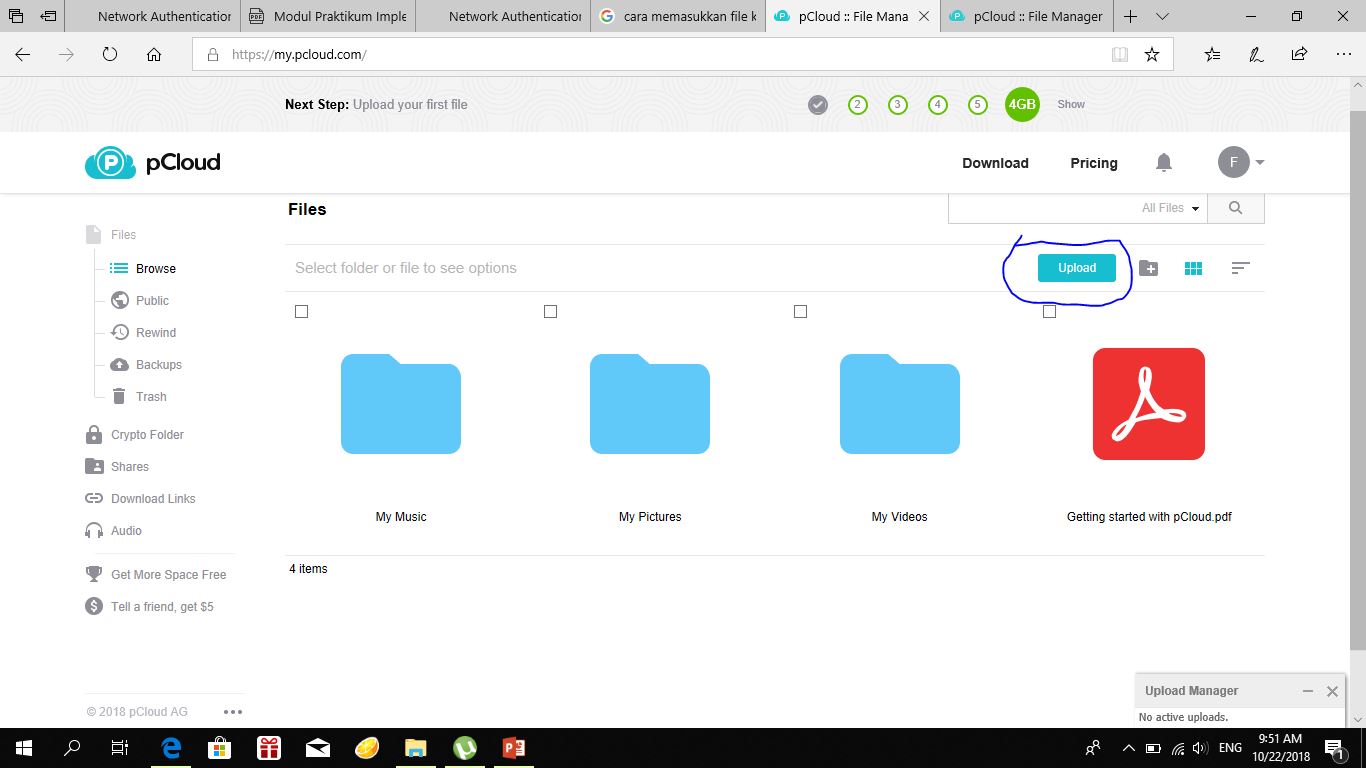 Network Authentication
Modul Praktikum Imple
Network Authentication
cara memasukkan file k
pCloud :: File Mana
pCloud :: File Manager
https://my.pcloud.com/
Next Step: Upload your first file
2
3
4
5
4GB
Show
pCloud
Download
Pricing
F
Files
All Files
Files
Browse
Public
Rewind
Backups
Trash
Crypto Folder
Shares
Download Links
Audio
Get More Space Free
Tell a friend, get $5
© 2018 pCloud AG
Select folder or file to see options
Upload
My Music
My Pictures
My Videos
Getting started with pCloud.pdf
4 items
Upload Manager
No active uploads.
ENG
9:51 AM
10/22/2018
1